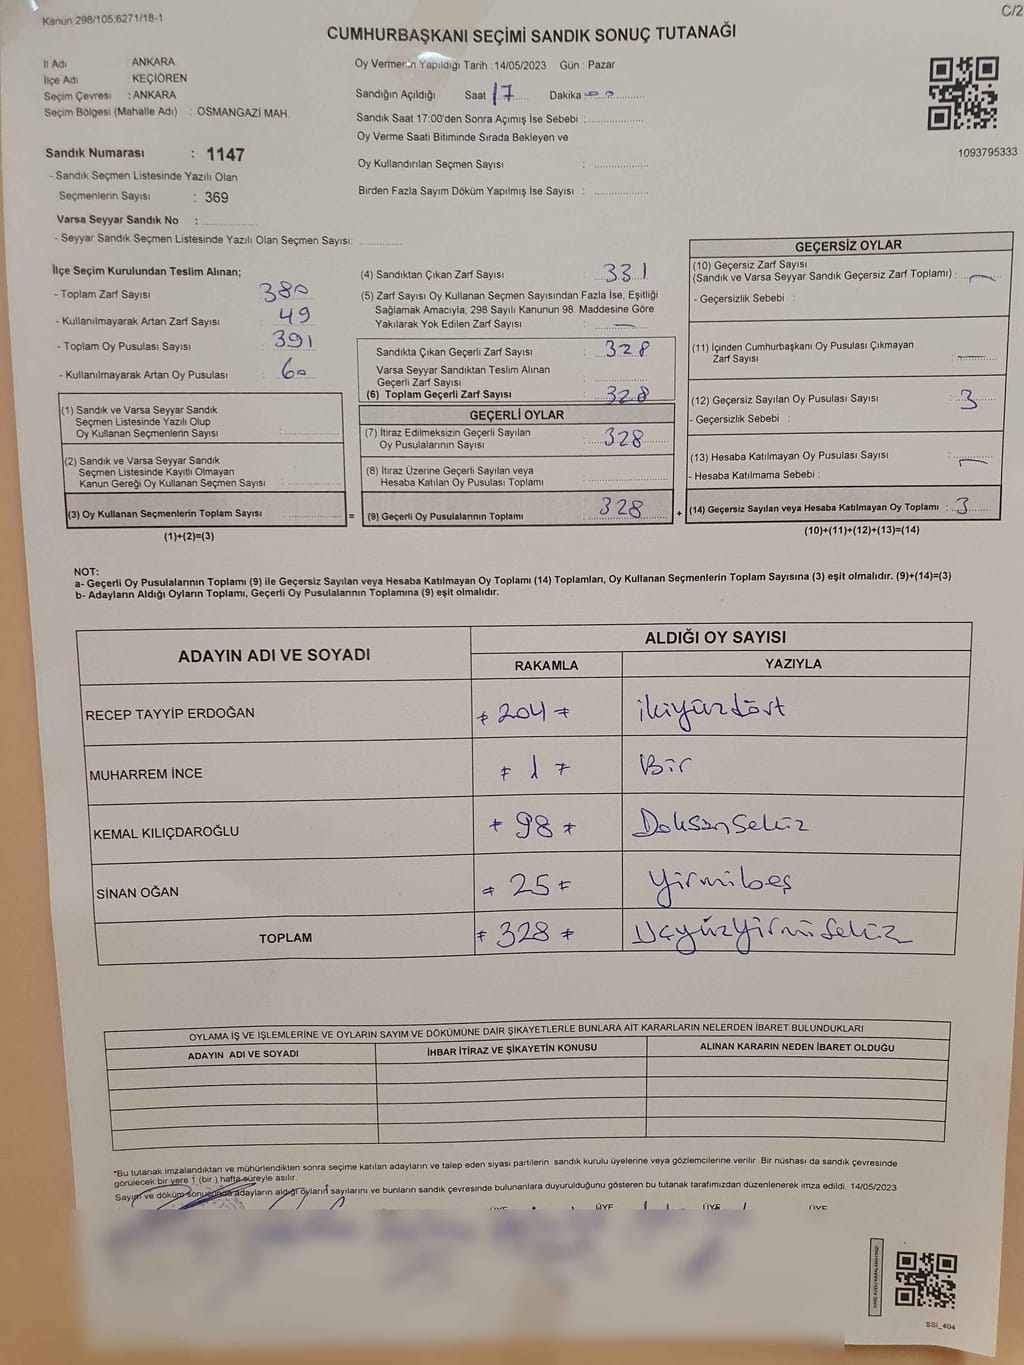 Kanun:298/105;6271/18-1
C/2
CUMHURBAŞKANI SEÇİMİ SANDIK SONUÇ TUTANAĞI
İl Adı ANKARA
İlçe Adı KEÇİÖREN
Seçim Çevresi : ANKARA
Seçim Bölgesi (Mahalle Adı) : OSMANGAZİ MAH.
Sandık Numarası : 1147
- Sandık Seçmen Listesinde Yazılı Olan
Seçmenlerin Sayısı : 369
Varsa Seyyar Sandık No :
- Seyyar Sandık Seçmen Listesinde Yazılı Olan Seçmen Sayısı:
Oy Vermenin Yapıldığı Tarih : 14/05/2023 Gün : Pazar
Sandığın Açıldığı Saat 17 Dakika
Sandık Saat 17:00'den Sonra Açımış İse Sebebi :
Oy Verme Saati Bitiminde Sırada Bekleyen ve
Oy Kullandırılan Seçmen Sayısı :
Birden Fazla Sayım Döküm Yapılmış İse Sayısı :
1093795333
İlçe Seçim Kurulundan Teslim Alınan;
- Toplam Zarf Sayısı : 380
- Kullanılmayarak Artan Zarf Sayısı : 49
- Toplam Oy Pusulası Sayısı : 391
- Kullanılmayarak Artan Oy Pusulası : 60
(1) Sandık ve Varsa Seyyar Sandık
Seçmen Listesinde Yazılı Olup
Oy Kullanan Seçmenlerin Sayısı :
(2) Sandık ve Varsa Seyyar Sandık
Seçmen Listesinde Kayıtlı Olmayan
Kanun Gereği Oy Kullanan Seçmen Sayısı :
(3) Oy Kullanan Seçmenlerin Toplam Sayısı :
(1)+(2)=(3)
=
(4) Sandıktan Çıkan Zarf Sayısı : 331
(5) Zarf Sayısı Oy Kullanan Seçmen Sayısından Fazla İse, Eşitliği
Sağlamak Amacıyla; 298 Sayılı Kanunun 98. Maddesine Göre
Yakılarak Yok Edilen Zarf Sayısı : —
Sandıkta Çıkan Geçerli Zarf Sayısı : 328
Varsa Seyyar Sandıktan Teslim Alınan
Geçerli Zarf Sayısı :
(6) Toplam Geçerli Zarf Sayısı : 328
GEÇERLİ OYLAR
(7) İtiraz Edilmeksizin Geçerli Sayılan
Oy Pusulalarının Sayısı : 328
(8) İtiraz Üzerine Geçerli Sayılan veya
Hesaba Katılan Oy Pusulası Toplamı :
(9) Geçerli Oy Pusulalarının Toplamı : 328
+
GEÇERSİZ OYLAR
(10) Geçersiz Zarf Sayısı
(Sandık ve Varsa Seyyar Sandık Geçersiz Zarf Toplamı) : —
- Geçersizlik Sebebi :
(11) İçinden Cumhurbaşkanı Oy Pusulası Çıkmayan
Zarf Sayısı : —
(12) Geçersiz Sayılan Oy Pusulası Sayısı : 3
- Geçersizlik Sebebi :
(13) Hesaba Katılmayan Oy Pusulası Sayısı : —
- Hesaba Katılmama Sebebi :
(14) Geçersiz Sayılan veya Hesaba Katılmayan Oy Toplamı : 3
(10)+(11)+(12)+(13)=(14)
NOT:
a- Geçerli Oy Pusulalarının Toplamı (9) ile Geçersiz Sayılan veya Hesaba Katılmayan Oy Toplamı (14) Toplamları, Oy Kullanan Seçmenlerin Toplam Sayısına (3) eşit olmalıdır. (9)+(14)=(3)
b- Adayların Aldığı Oyların Toplamı, Geçerli Oy Pusulalarının Toplamına (9) eşit olmalıdır.
ADAYIN ADI VE SOYADI
ALDIĞI OY SAYISI
RAKAMLA YAZIYLA
RECEP TAYYİP ERDOĞAN 204 ikiyüzdört
MUHARREM İNCE 1 Bir
KEMAL KILIÇDAROĞLU 98 Doksansekiz
SİNAN OĞAN 25 Yirmibeş
TOPLAM 328 Üçyüzyirmisekiz
OYLAMA İŞ VE İŞLEMLERİNE VE OYLARIN SAYIM VE DÖKÜMÜNE DAİR ŞİKAYETLERLE BUNLARA AİT KARARLARIN NELERDEN İBARET BULUNDUKLARI
ADAYIN ADI VE SOYADI İHBAR İTİRAZ VE ŞİKAYETİN KONUSU ALINAN KARARIN NEDEN İBARET OLDUĞU
*Bu tutanak imzalandıktan ve mühürlendikten sonra seçime katılan adayların ve talep eden siyasi partilerin sandık kurulu üyelerine veya gözlemcilerine verilir .Bir nüshası da sandık çevresinde
görülecek bir yere 1 (bir ) hafta süreyle asılır.
Sayım ve döküm sonucunda adayların aldığı oyların sayılarını ve bunların sandık çevresinde bulunanlara duyurulduğunu gösteren bu tutanak tarafımızdan düzenlenerek imza edildi. 14/05/2023
ÜYE ÜYE ÜYE
SSİ_404